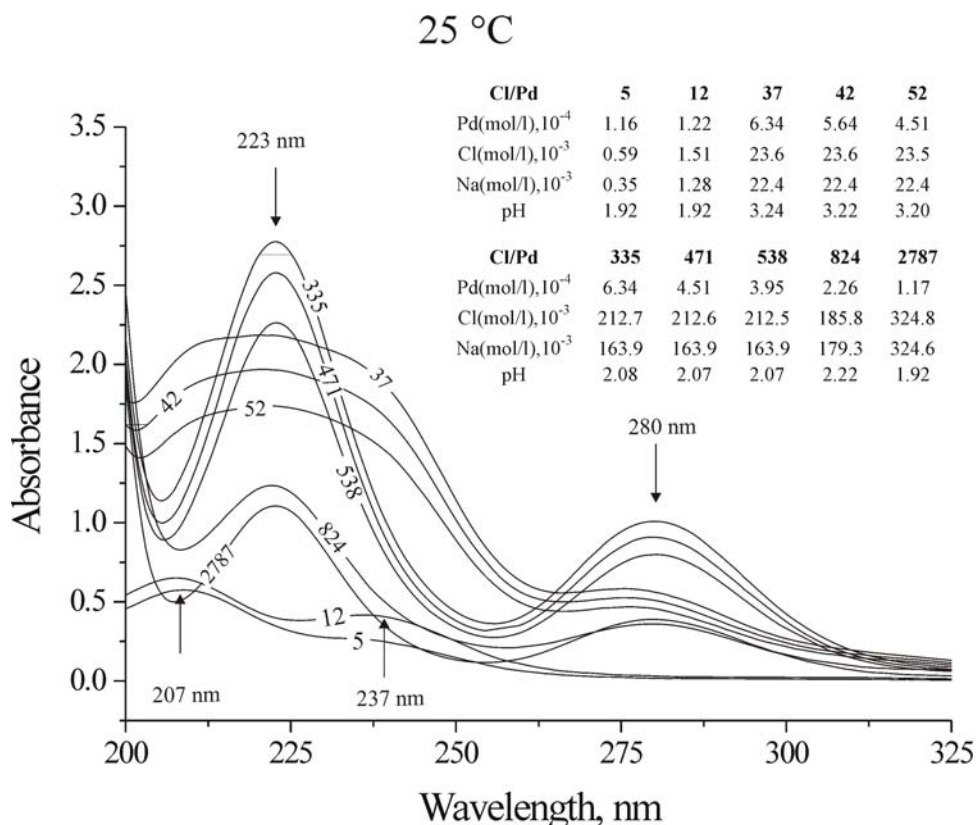 25 °C
Cl/Pd 5 12 37 42 52
Pd(mol/l),10⁻⁴ 1.16 1.22 6.34 5.64 4.51
Cl(mol/l),10⁻³ 0.59 1.51 23.6 23.6 23.5
Na(mol/l),10⁻³ 0.35 1.28 22.4 22.4 22.4
pH 1.92 1.92 3.24 3.22 3.20
Cl/Pd 335 471 538 824 2787
Pd(mol/l),10⁻⁴ 6.34 4.51 3.95 2.26 1.17
Cl(mol/l),10⁻³ 212.7 212.6 212.5 185.8 324.8
Na(mol/l),10⁻³ 163.9 163.9 163.9 179.3 324.6
pH 2.08 2.07 2.07 2.22 1.92
223 nm
280 nm
207 nm
237 nm
335
471
538
37
42
52
824
2787
12
5
3.5
3.0
2.5
2.0
1.5
1.0
0.5
0.0
Absorbance
200 225 250 275 300 325
Wavelength, nm